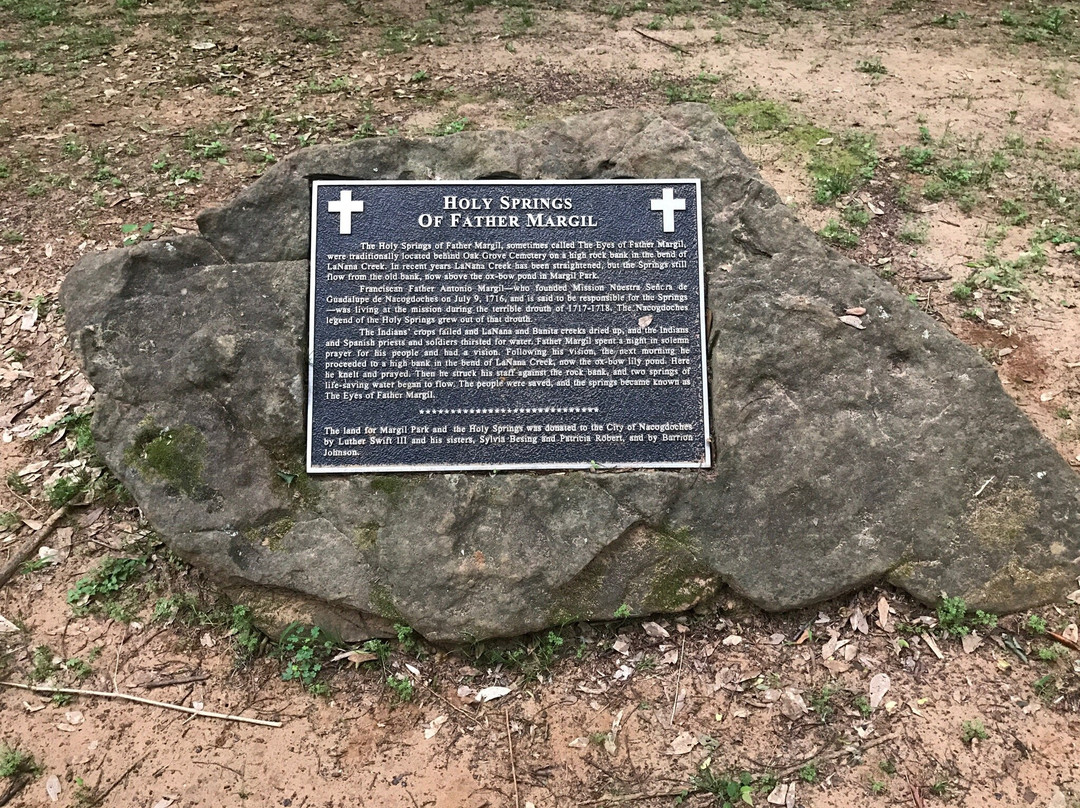 HOLY SPRINGS
OF FATHER MARGIL
The Holy Springs of Father Margil, sometimes called The Eyes of Father Margil,
were traditionally located behind Oak Grove Cemetery on a high rock bank in the bend of
LaNana Creek. In recent years LaNana Creek has been straightened, but the Springs still
flow from the old bank, now above the ox-bow pond in Margil Park.
Franciscan Father Antonio Margil—who founded Mission Nuestra Señora de
Guadalupe de Nacogdoches on July 9, 1716, and is said to be responsible for the Springs
—was living at the mission during the terrible drouth of 1717-1718. The Nacogdoches
legend of the Holy Springs grew out of that drouth.
The Indians' crops failed and LaNana and Banita creeks dried up, and the Indians
and Spanish priests and soldiers thirsted for water. Father Margil spent a night in solemn
prayer for his people and had a vision. Following his vision, the next morning he
proceeded to a high bank in the bend of LaNana Creek, now the ox-bow lily pond. Here
he knelt and prayed. Then he struck his staff against the rock bank, and two springs of
life-saving water began to flow. The people were saved, and the springs became known as
The Eyes of Father Margil.
*****************************
The land for Margil Park and the Holy Springs was donated to the City of Nacogdoches
by Luther Swift III and his sisters, Sylvia Besing and Patricia Robert, and by Barrion
Johnson.